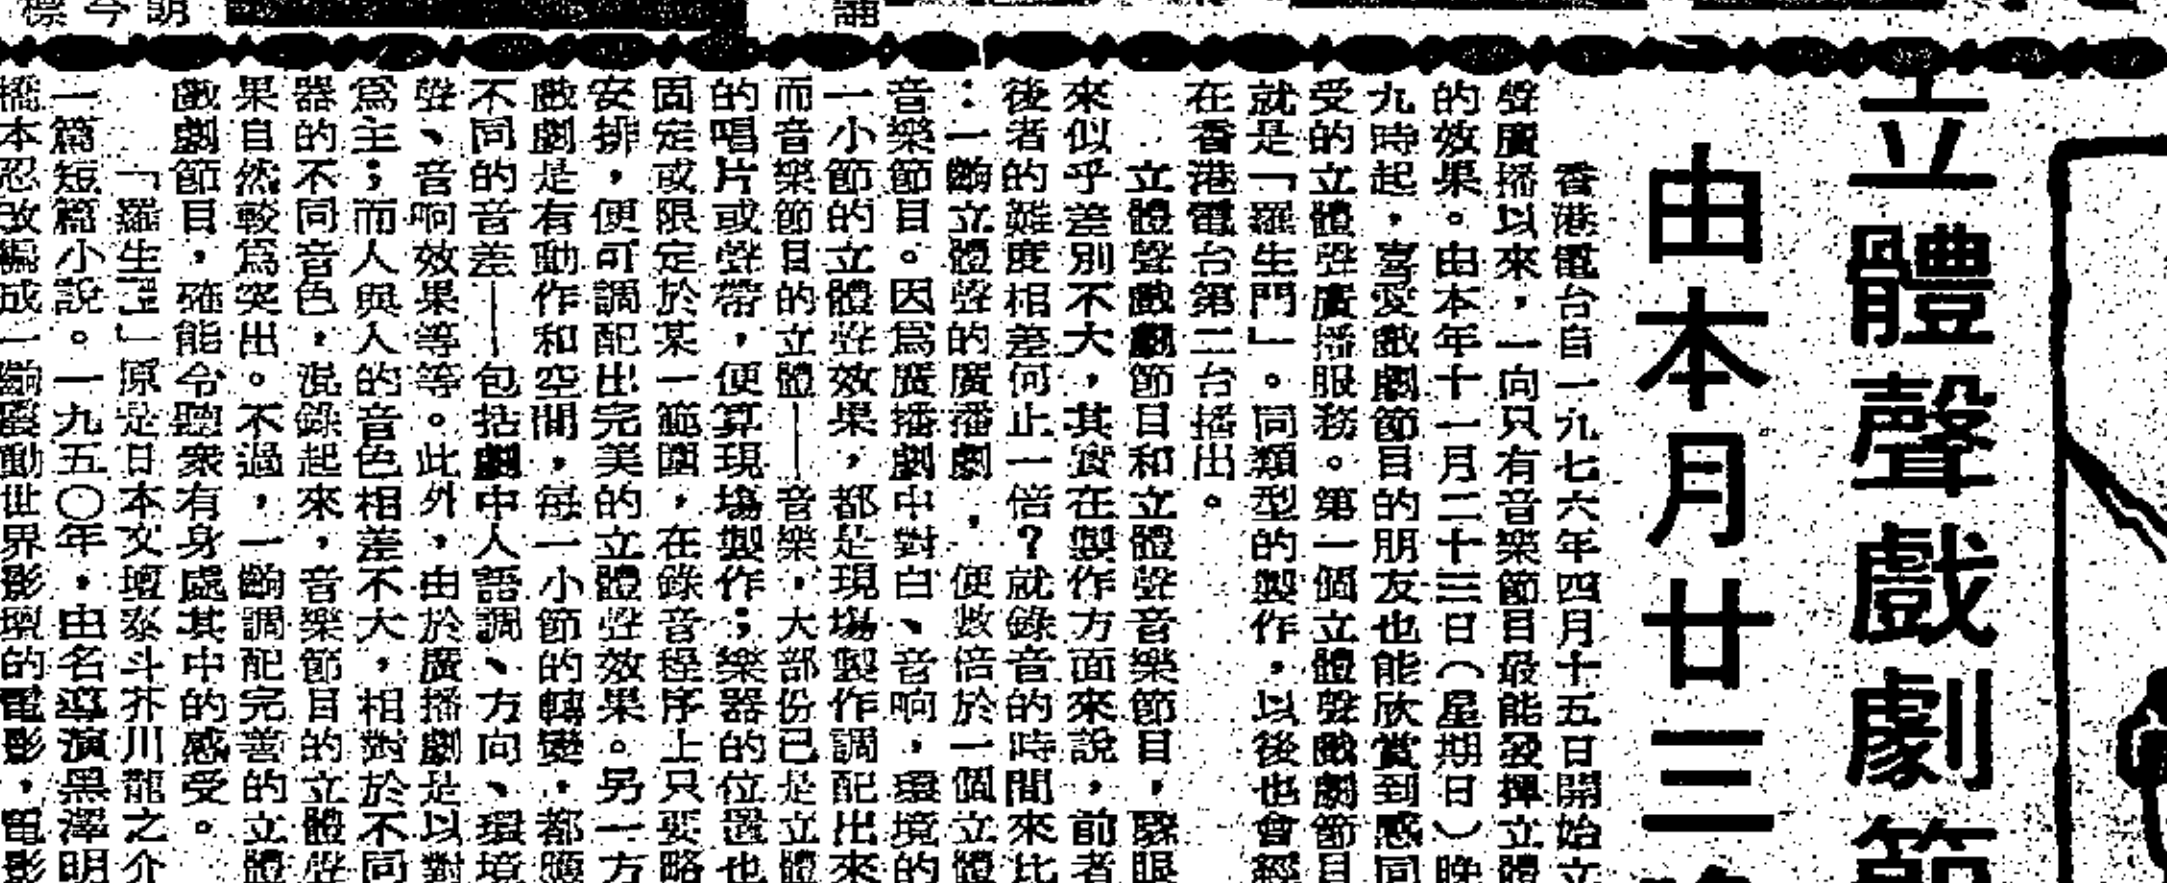 立體聲戲劇節
由本月廿三
香港電台自一九七六年四月十五日開始立
聲廣播以來，一向只有音樂節目最能發揮立體
的效果。由本年十一月二十三日（星期日）晚
九時起，喜愛戲劇節目的朋友也能欣賞到感同
受的立體聲廣播服務。第一個立體聲戲劇節目
就是「羅生門」。同類型的製作，以後也會經
在香港電台第二台播出。
立體聲戲劇節目和立體聲音樂節目，驟眼
來似乎差別不大，其實在製作方面來說，前者
後者的難度相差何止一倍？就錄音的時間來比
：一齣立體聲的廣播劇，便數倍於一個立體
音樂節目。因爲廣播劇中對白、音响，環境的
一小節的立體聲效果，都是現場製作調配出來
而音樂節目的立體—音樂，大部份已是立體
的唱片或聲帶，便算現場製作；樂器的位置也
固定或限定於某一範圍，在錄音程序上只要略
安排，便可調配出完美的立體聲效果。另一方
戲劇是有動作和空間，每一小節的轉變，都應
不同的音差—包括劇中人語調、方向、環境
聲、音响效果等等。此外，由於廣播劇是以對
爲主；而人與人的音色相差不大，相對於不同
器的不同音色，混錄起來，音樂節目的立體聲
果自然較爲突出。不過，一齣調配完善的立體
戲劇節目，確能令聽衆有身處其中的感受。
「羅生門」原是日本文壇泰斗芥川龍之介
一篇短篇小說。一九五〇年，由名導演黑澤明
橋本忍改編成一齣震動世界影壇的電影，電影